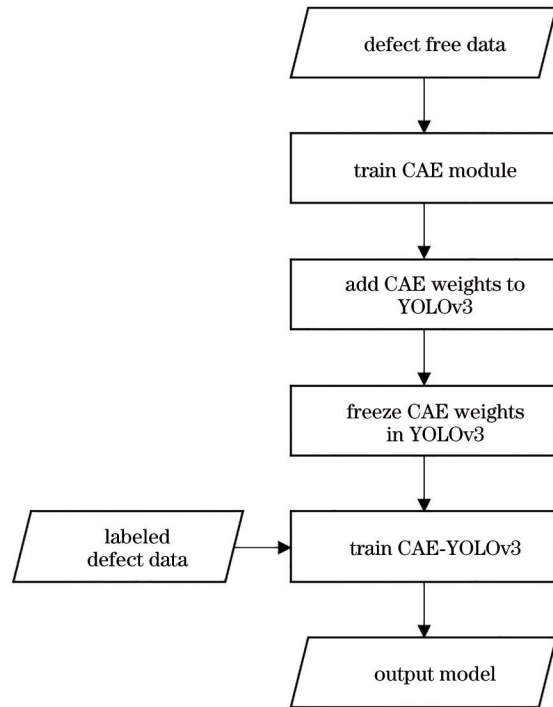 defect free data
train CAE module
add CAE weights to
YOLOv3
freeze CAE weights
in YOLOv3
labeled
defect data
train CAE-YOLOv3
output model